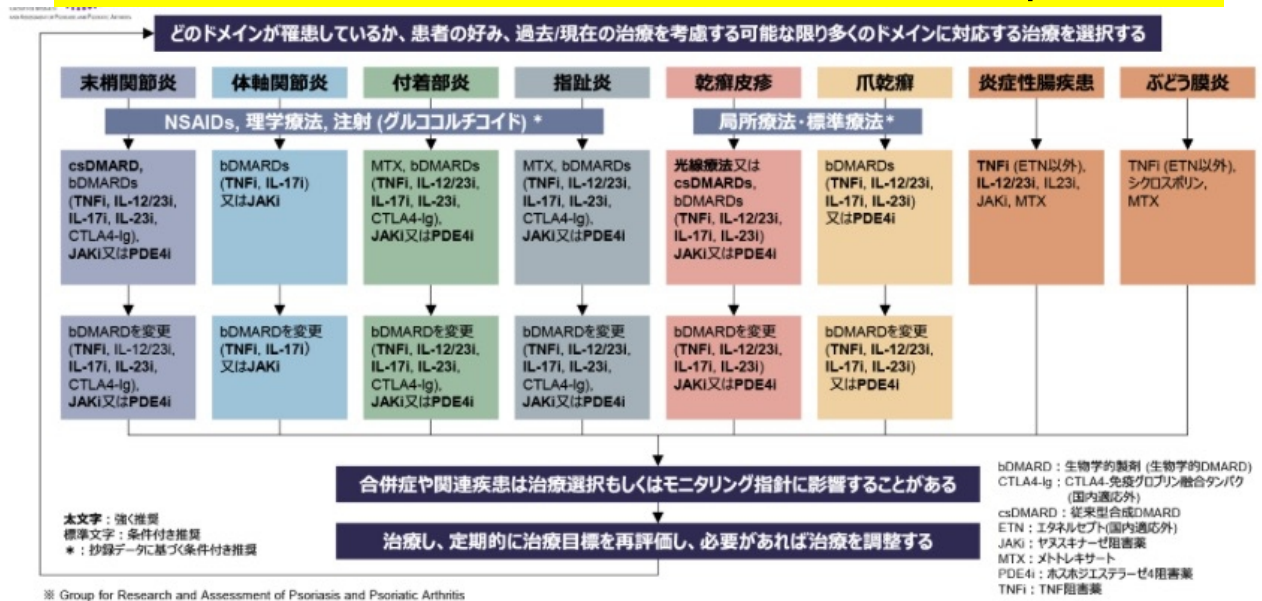 AND ASSESSMENT OF PSORIASIS AND PSORIATIC ARTHRITIS
どのドメインが罹患しているか、患者の好み、過去/現在の治療を考慮する可能な限り多くのドメインに対応する治療を選択する
末梢関節炎
体軸関節炎
付着部炎
指趾炎
乾癬皮疹
爪乾癬
炎症性腸疾患
ぶどう膜炎
NSAIDs, 理学療法, 注射 (グルココルチコイド) *
局所療法・標準療法*
csDMARD,
bDMARDs
(TNFi, IL-12/23i,
IL-17i, IL-23i,
CTLA4-Ig),
JAKi又はPDE4i
bDMARDs
(TNFi, IL-17i)
又はJAKi
MTX, bDMARDs
(TNFi, IL-12/23i,
IL-17i, IL-23i,
CTLA4-Ig),
JAKi又はPDE4i
MTX, bDMARDs
(TNFi, IL-12/23i,
IL-17i, IL-23i,
CTLA4-Ig),
JAKi又はPDE4i
光線療法又は
csDMARDs,
bDMARDs
(TNFi, IL-12/23i,
IL-17i, IL-23i)
JAKi又はPDE4i
bDMARDs
(TNFi, IL-12/23i,
IL-17i, IL-23i)
又はPDE4i
TNFi (ETN以外),
IL-12/23i, IL23i,
JAKi, MTX
TNFi (ETN以外),
シクロスポリン,
MTX
bDMARDを変更
(TNFi, IL-12/23i,
IL-17i, IL-23i,
CTLA4-Ig),
JAKi又はPDE4i
bDMARDを変更
(TNFi, IL-17i)
又はJAKi
bDMARDを変更
(TNFi, IL-12/23i,
IL-17i, IL-23i,
CTLA4-Ig),
JAKi又はPDE4i
bDMARDを変更
(TNFi, IL-12/23i,
IL-17i, IL-23i,
CTLA4-Ig),
JAKi又はPDE4i
bDMARDを変更
(TNFi, IL-12/23i,
IL-17i, IL-23i)
JAKi又はPDE4i
bDMARDを変更
(TNFi, IL-12/23i,
IL-17i, IL-23i)
又はPDE4i
合併症や関連疾患は治療選択もしくはモニタリング指針に影響することがある
治療し、定期的に治療目標を再評価し、必要があれば治療を調整する
太文字：強く推奨
標準文字：条件付き推奨
＊：抄録データに基づく条件付き推奨
bDMARD：生物学的製剤 (生物学的DMARD)
CTLA4-Ig：CTLA4-免疫グロブリン融合タンパク
(国内適応外)
csDMARD：従来型合成DMARD
ETN：エタネルセプト(国内適応外)
JAKi：ヤヌスキナーゼ阻害薬
MTX：メトトレキサート
PDE4i：ホスホジエステラーゼ4阻害薬
TNFi：TNF阻害薬
※ Group for Research and Assessment of Psoriasis and Psoriatic Arthritis